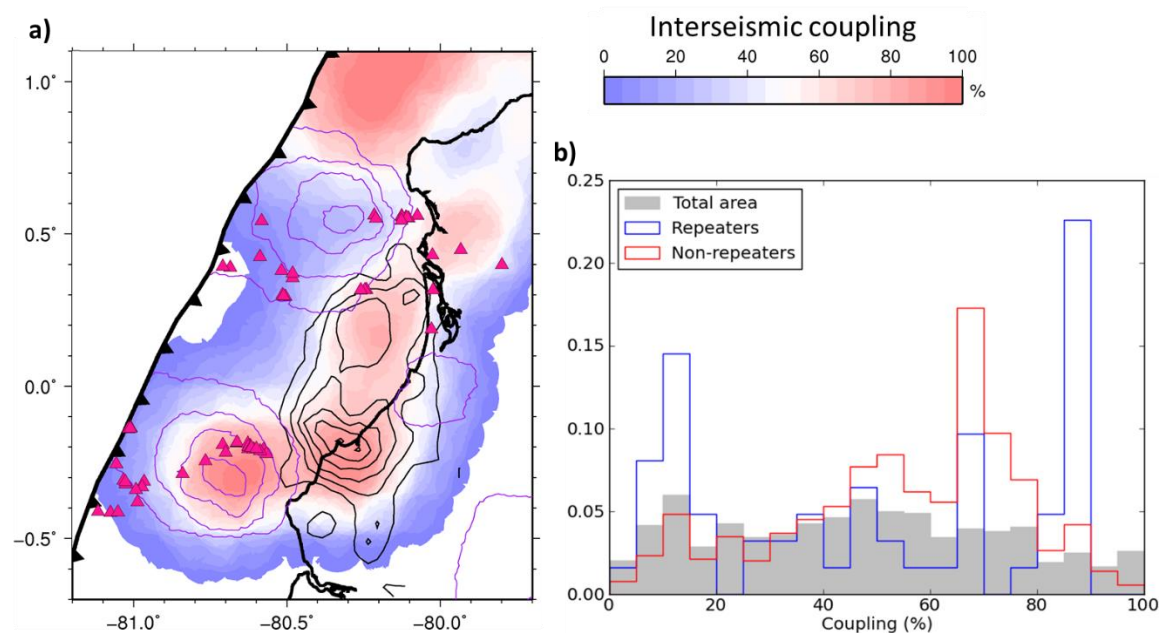 a)
Interseismic coupling
0 20 40 60 80 100
%
1.0°
0.5°
0.0°
−0.5°
−81.0° −80.5° −80.0°
b)
0.25
0.20
0.15
0.10
0.05
0.00
Total area
Repeaters
Non-repeaters
0 20 40 60 80 100
Coupling (%)